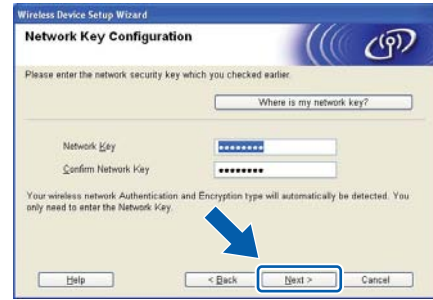 Wireless Device Setup Wizard
Network Key Configuration
Please enter the network security key which you checked earlier.
Where is my network key?
Network Key
Confirm Network Key
Your wireless network Authentication and Encryption type will automatically be detected. You
only need to enter the Network Key.
Help
< Back
Next >
Cancel